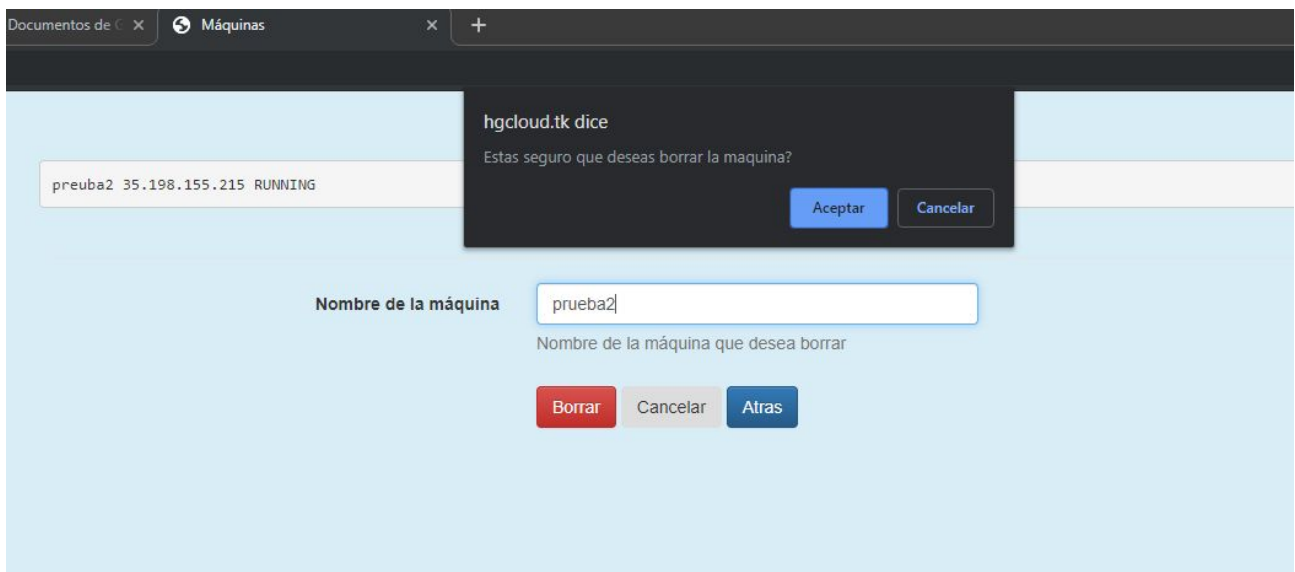 Documentos de G
Máquinas
hgcloud.tk dice
Estas seguro que deseas borrar la maquina?
Aceptar Cancelar
preuba2 35.198.155.215 RUNNING
Nombre de la máquina prueba2
Nombre de la máquina que desea borrar
Borrar Cancelar Atras